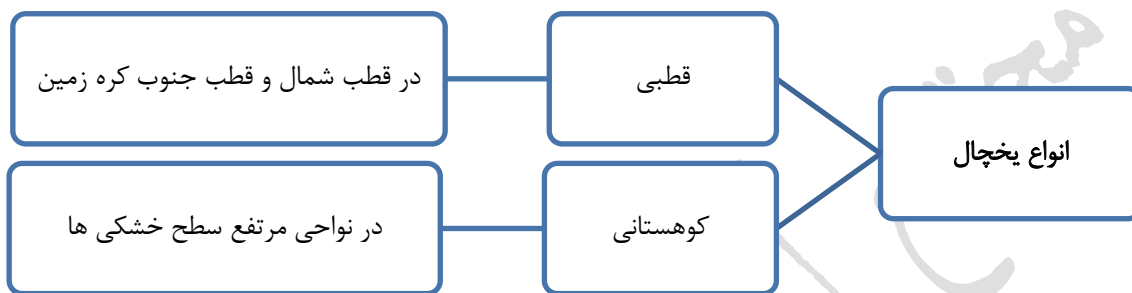 انواع یخچال
قطبی
در قطب شمال و قطب جنوب کره زمین
کوهستانی
در نواحی مرتفع سطح خشکی ها